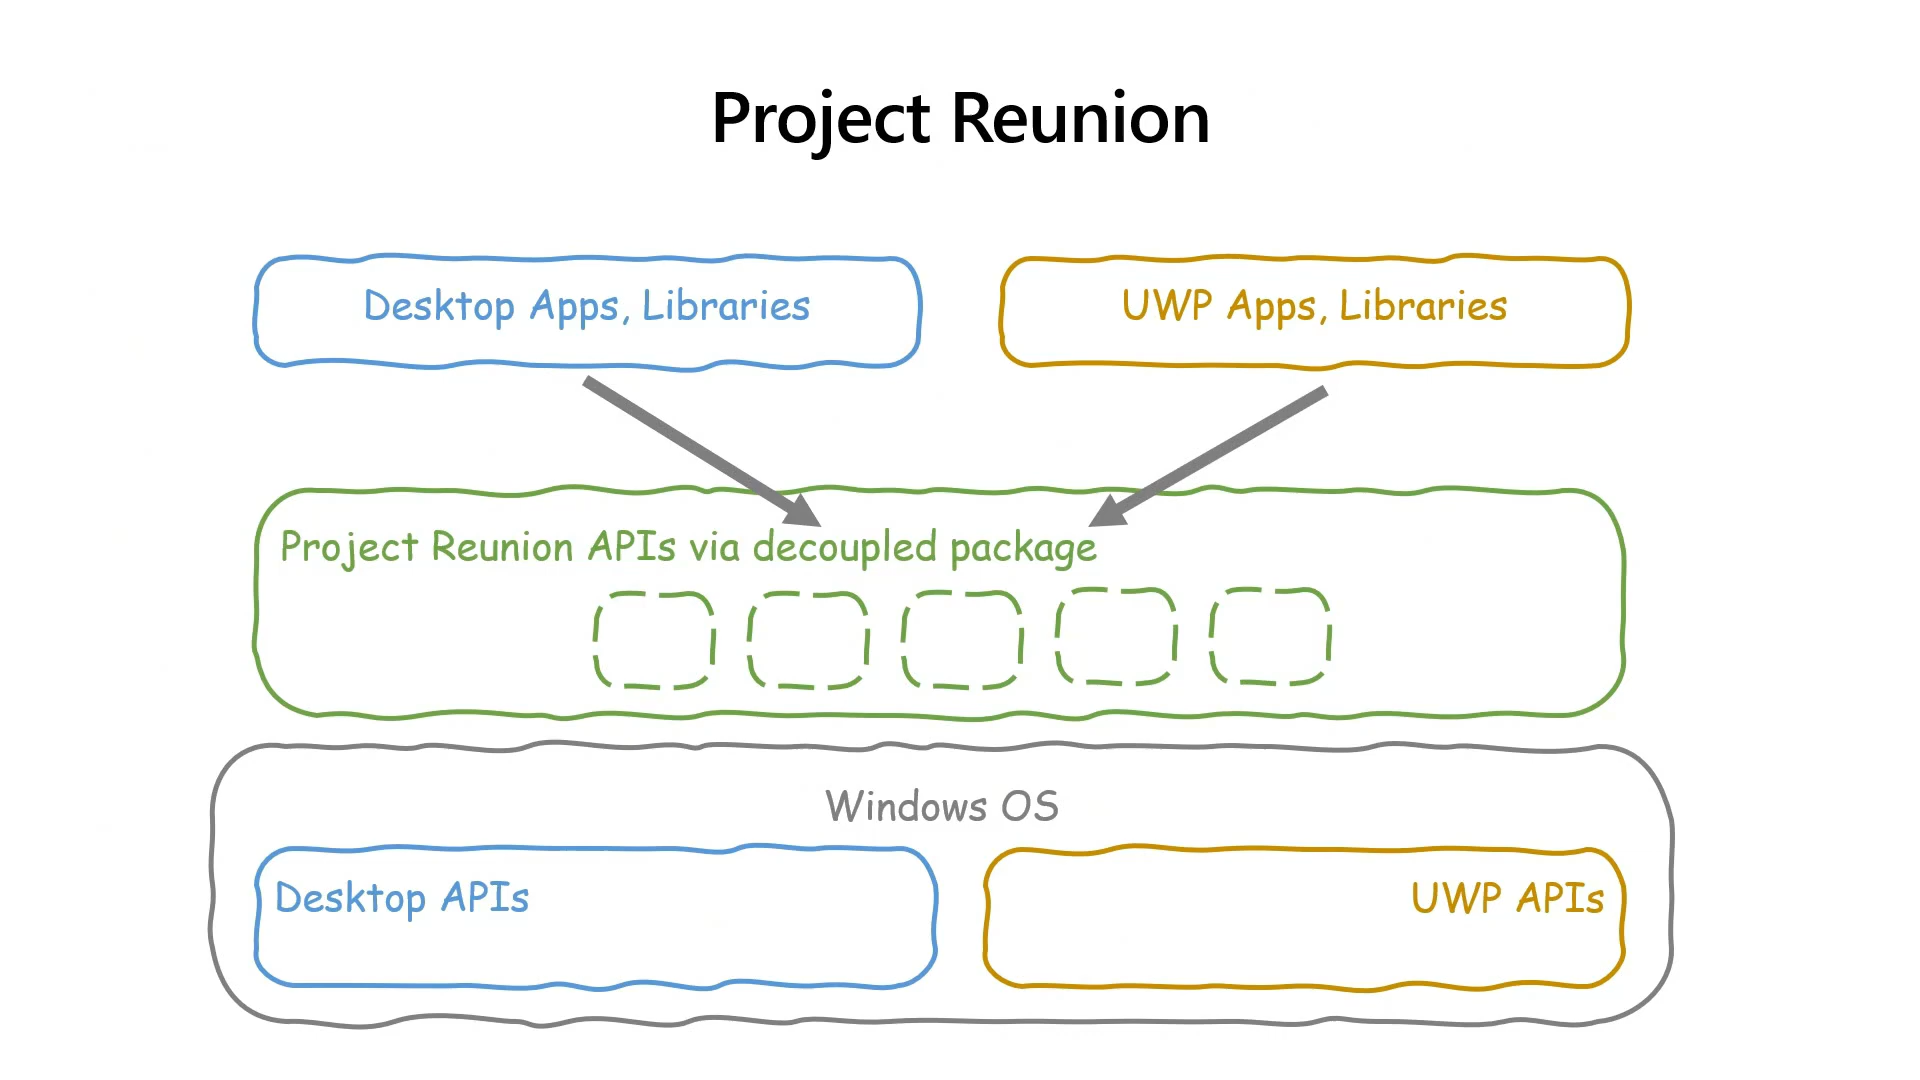 Project Reunion
Desktop Apps, Libraries
UWP Apps, Libraries
Project Reunion APIs via decoupled package
Windows OS
Desktop APIs
UWP APIs